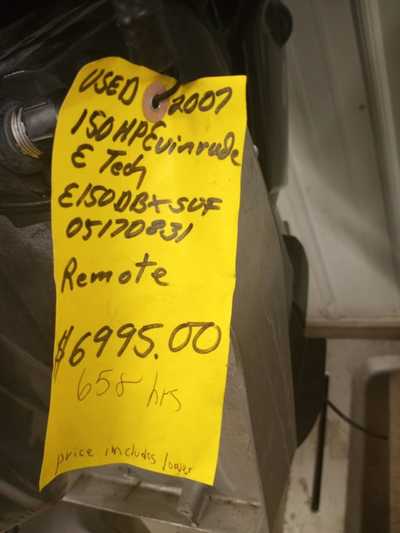 USED 2007
150 HP Evinrude
E Tech
E150DBXSUF
05170831
Remote
$6995.00
658 hrs
price includes lower